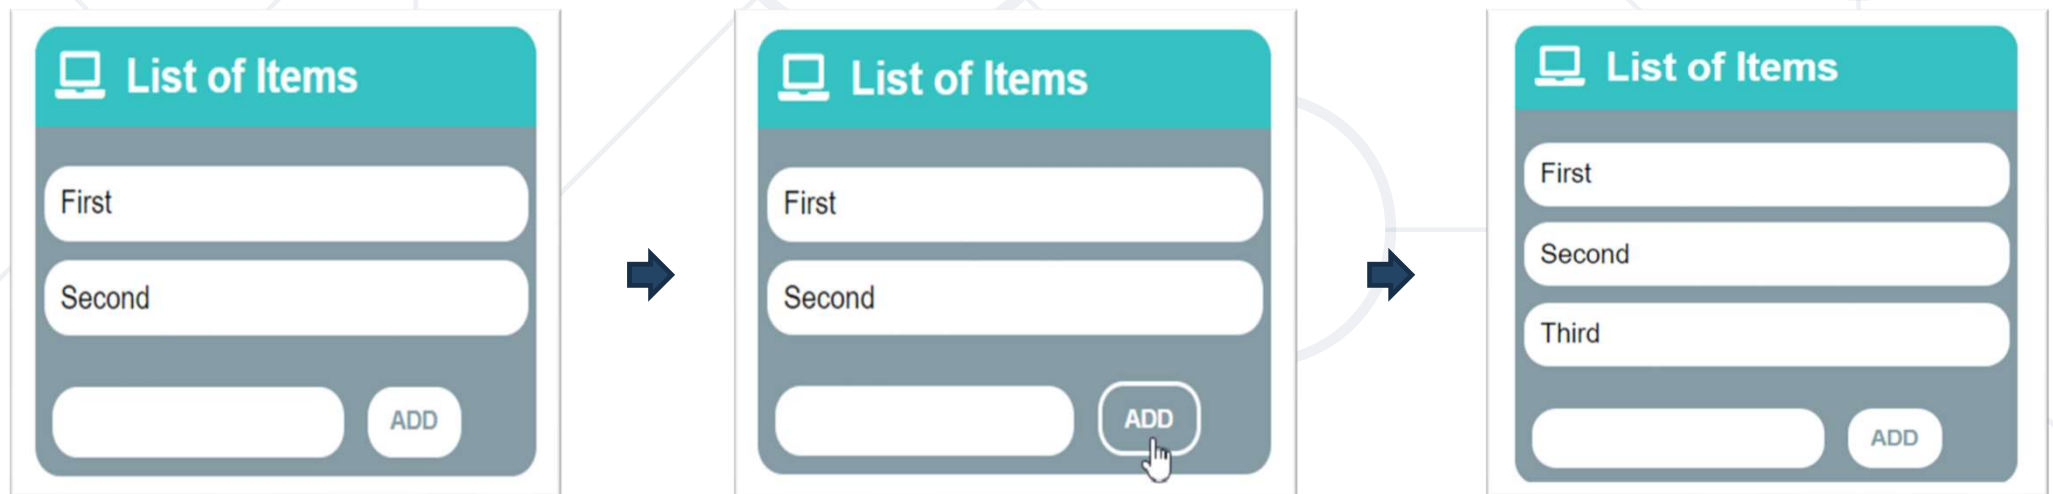 List of Items
First
Second
ADD
List of Items
First
Second
ADD
List of Items
First
Second
Third
ADD